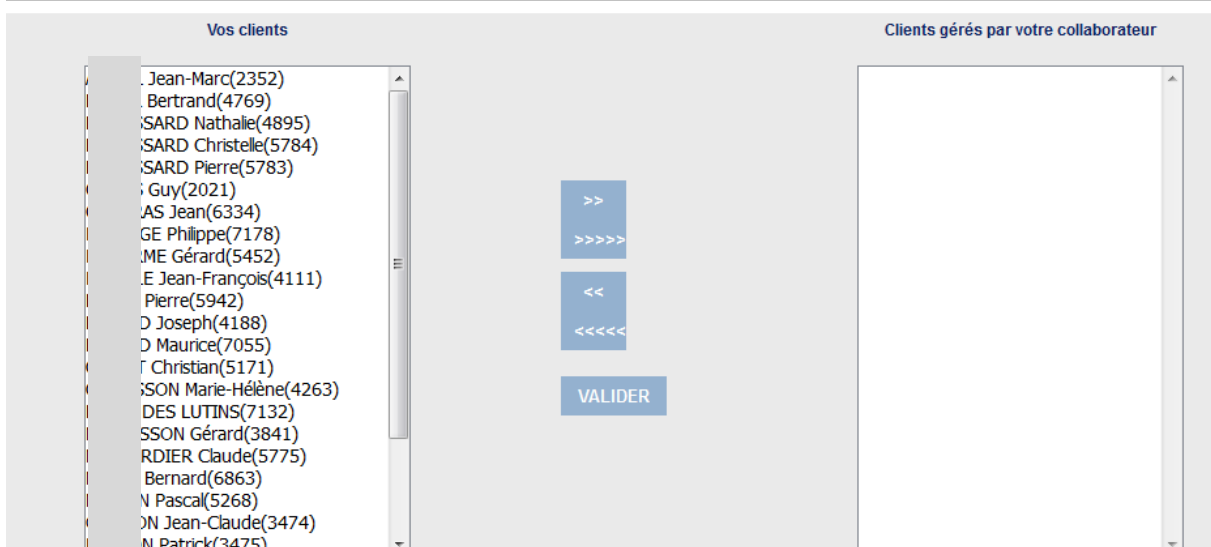 Vos clients
Clients gérés par votre collaborateur
Jean-Marc(2352)
Bertrand(4769)
SSARD Nathalie(4895)
SSARD Christelle(5784)
SSARD Pierre(5783)
Guy(2021)
RAS Jean(6334)
GE Philippe(7178)
ME Gérard(5452)
LE Jean-François(4111)
Pierre(5942)
D Joseph(4188)
D Maurice(7055)
T Christian(5171)
SSON Marie-Hélène(4263)
DES LUTINS(7132)
SSON Gérard(3841)
RDIER Claude(5775)
Bernard(6863)
N Pascal(5268)
ON Jean-Claude(3474)
N Patrick(3475)
>>
>>>>>
<<
<<<<<
VALIDER